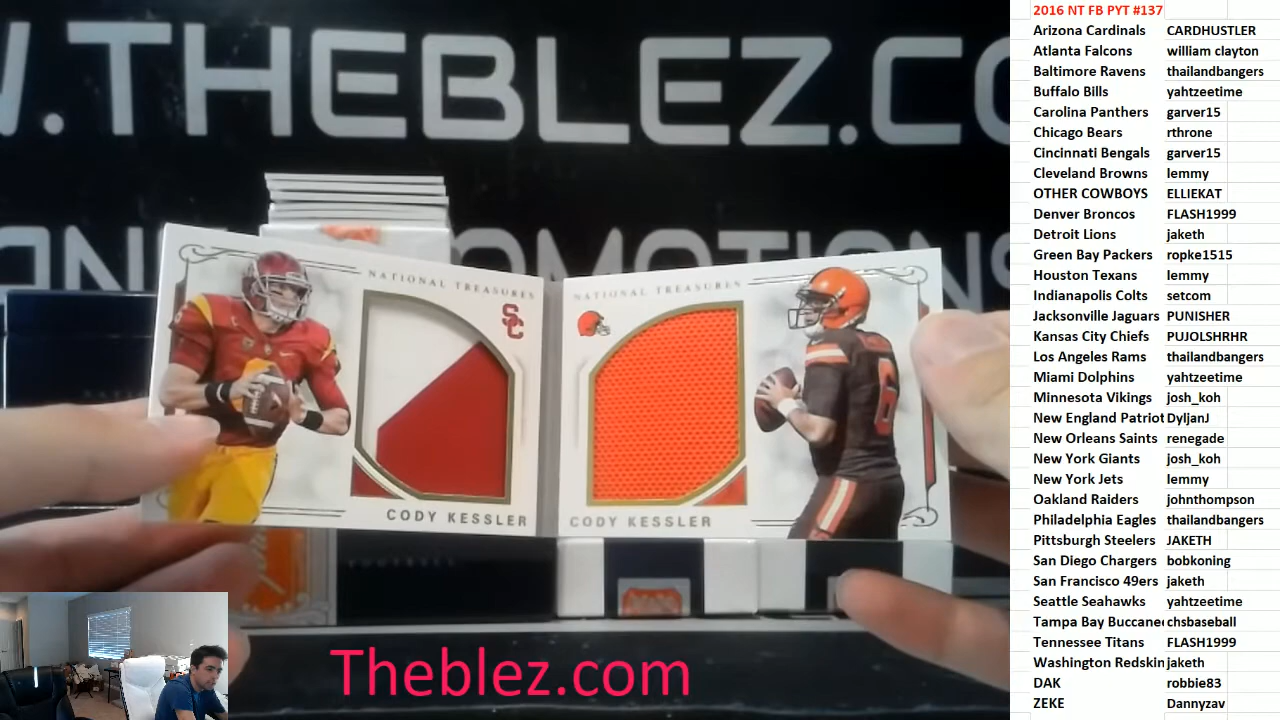 W.THEBLEZ.CO
NATIONAL TREASURES
SC
NATIONAL TREASURES
6
CODY KESSLER
CODY KESSLER
FOOTBALL
Theblez.com
2016 NT FB PYT #137
Arizona Cardinals CARDHUSTLER
Atlanta Falcons william clayton
Baltimore Ravens thailandbangers
Buffalo Bills yahtzeetime
Carolina Panthers garver15
Chicago Bears rthrone
Cincinnati Bengals garver15
Cleveland Browns lemmy
OTHER COWBOYS ELLIEKAT
Denver Broncos FLASH1999
Detroit Lions jaketh
Green Bay Packers ropke1515
Houston Texans lemmy
Indianapolis Colts setcom
Jacksonville Jaguars PUNISHER
Kansas City Chiefs PUJOLSHRHR
Los Angeles Rams thailandbangers
Miami Dolphins yahtzeetime
Minnesota Vikings josh_koh
New England Patriot DyljanJ
New Orleans Saints renegade
New York Giants josh_koh
New York Jets lemmy
Oakland Raiders johnthompson
Philadelphia Eagles thailandbangers
Pittsburgh Steelers JAKETH
San Diego Chargers bobkoning
San Francisco 49ers jaketh
Seattle Seahawks yahtzeetime
Tampa Bay Buccanee chsbaseball
Tennessee Titans FLASH1999
Washington Redskin jaketh
DAK robbie83
ZEKE Dannyzav